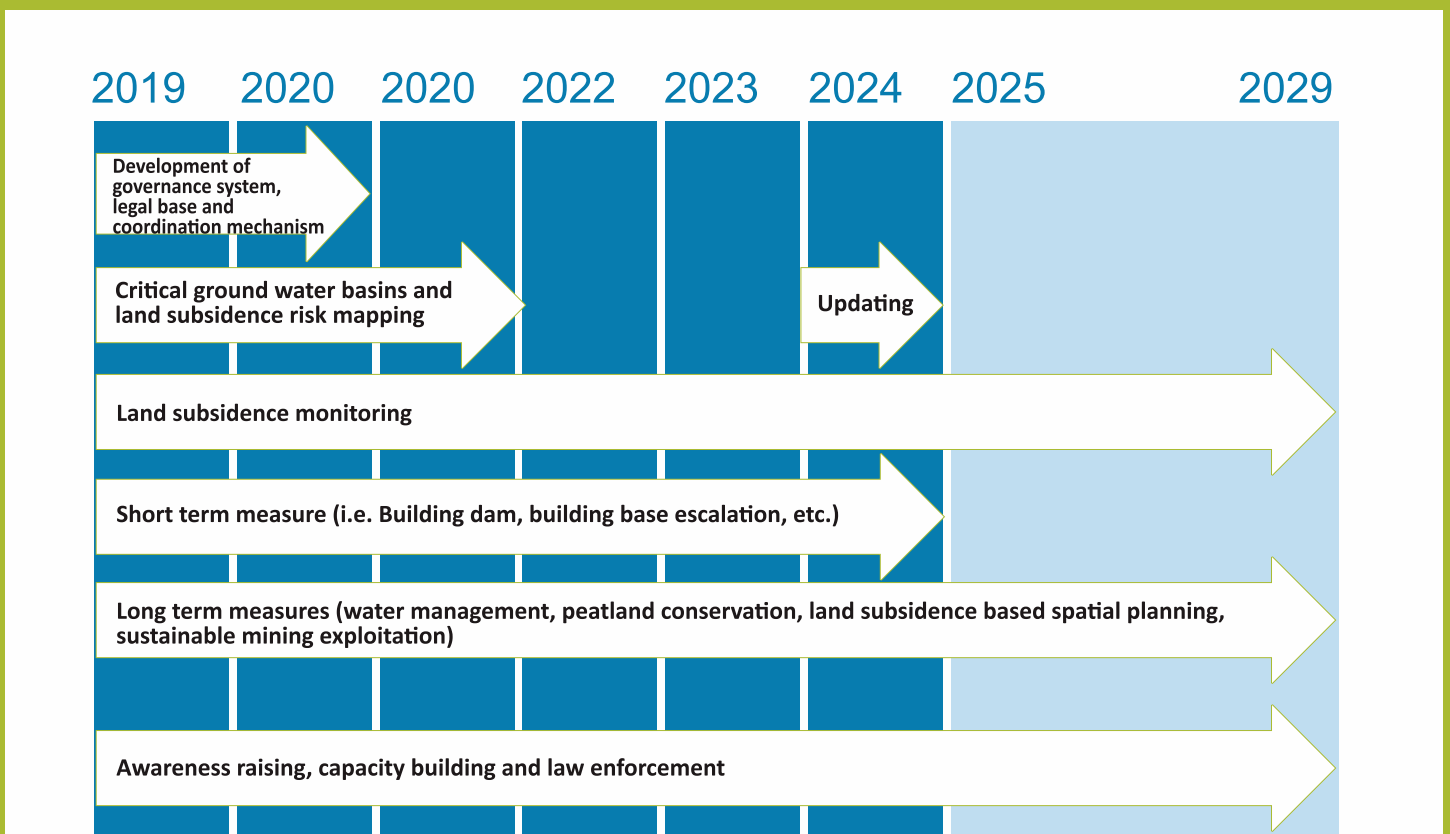 2019 2020 2020 2022 2023 2024 2025 2029
Development of
governance system,
legal base and
coordination mechanism
Critical ground water basins and
land subsidence risk mapping
Updating
Land subsidence monitoring
Short term measure (i.e. Building dam, building base escalation, etc.)
Long term measures (water management, peatland conservation, land subsidence based spatial planning,
sustainable mining exploitation)
Awareness raising, capacity building and law enforcement